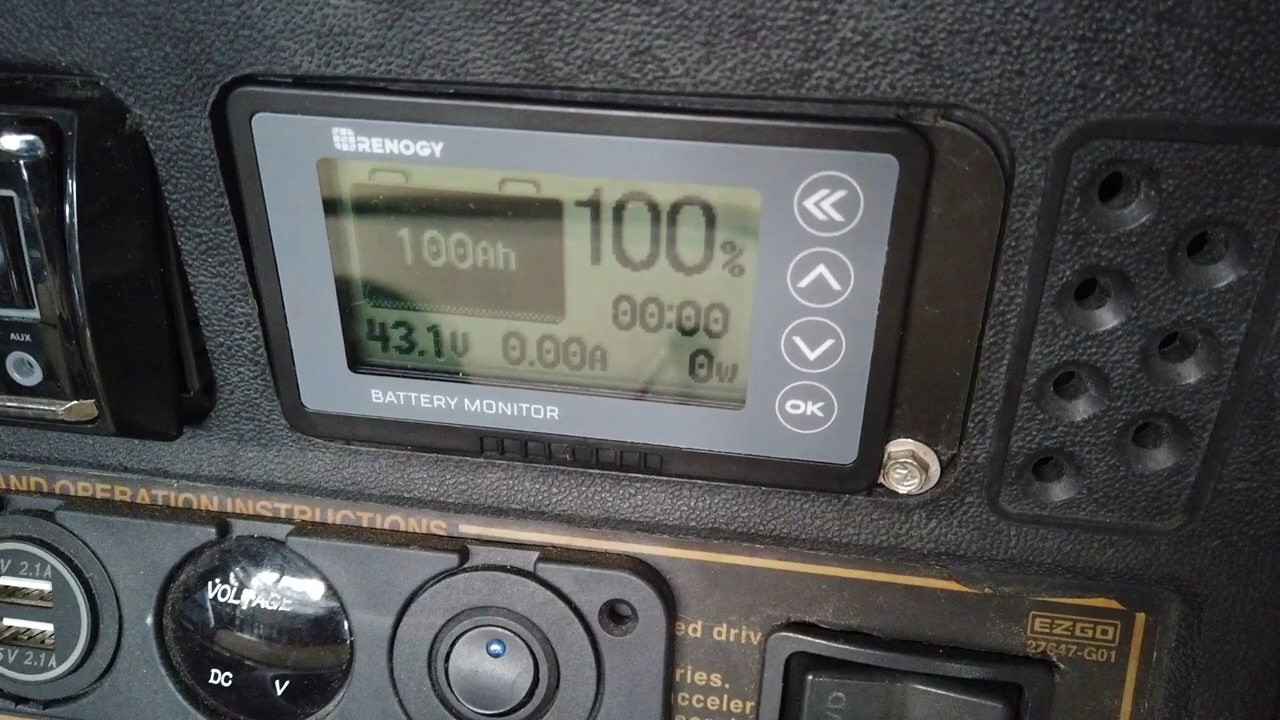 RENOGY
100Ah
100%
00:00
43.1V 0.00A 0W
BATTERY MONITOR
OK
AUX
AND OPERATION INSTRUCTIONS
V 2.1A
5V 2.1A
VOLTAGE
DC V
ed driv
ries.
acceler
EZGO
27647-G01